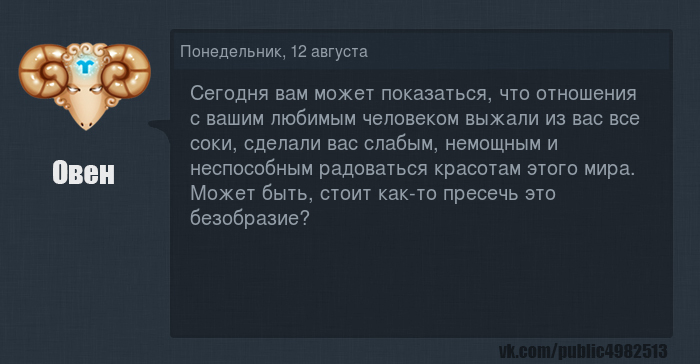 Понедельник, 12 августа
Сегодня вам может показаться, что отношения
с вашим любимым человеком выжали из вас все
соки, сделали вас слабым, немощным и
неспособным радоваться красотам этого мира.
Может быть, стоит как-то пресечь это
безобразие?
Овен
vk.com/public4982513